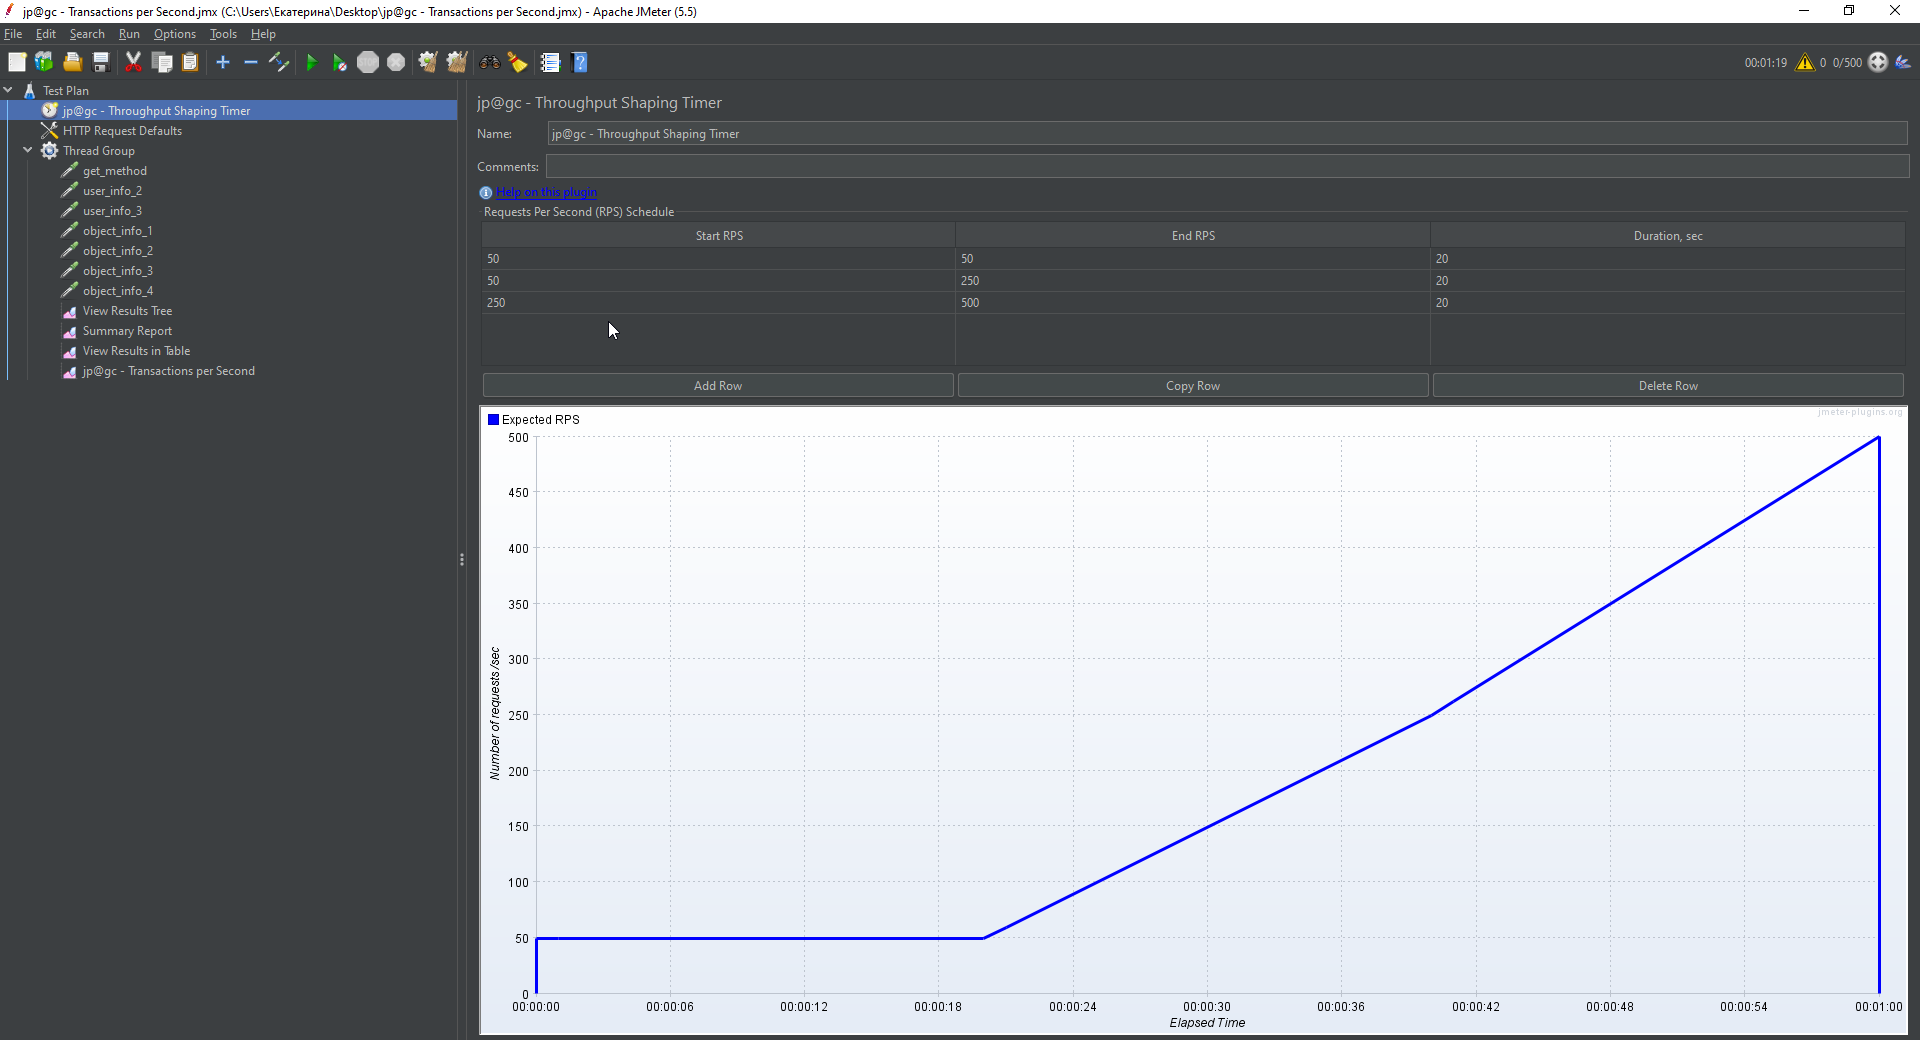 jp@gc - Transactions per Second.jmx (C:\Users\Екатерина\Desktop\jp@gc - Transactions per Second.jmx) - Apache JMeter (5.5)
File Edit Search Run Options Tools Help
STOP
00:01:19 0 0/500
Test Plan
jp@gc - Throughput Shaping Timer
HTTP Request Defaults
Thread Group
get_method
user_info_2
user_info_3
object_info_1
object_info_2
object_info_3
object_info_4
View Results Tree
Summary Report
View Results in Table
jp@gc - Transactions per Second
jp@gc - Throughput Shaping Timer
Name: jp@gc - Throughput Shaping Timer
Comments:
Help on this plugin
Requests Per Second (RPS) Schedule
Start RPS End RPS Duration, sec
50 50 20
50 250 20
250 500 20
Add Row Copy Row Delete Row
Expected RPS
jmeter-plugins.org
500
450
400
350
300
250
200
150
100
50
0
Number of requests /sec
00:00:00 00:00:06 00:00:12 00:00:18 00:00:24 00:00:30 00:00:36 00:00:42 00:00:48 00:00:54 00:01:00
Elapsed Time